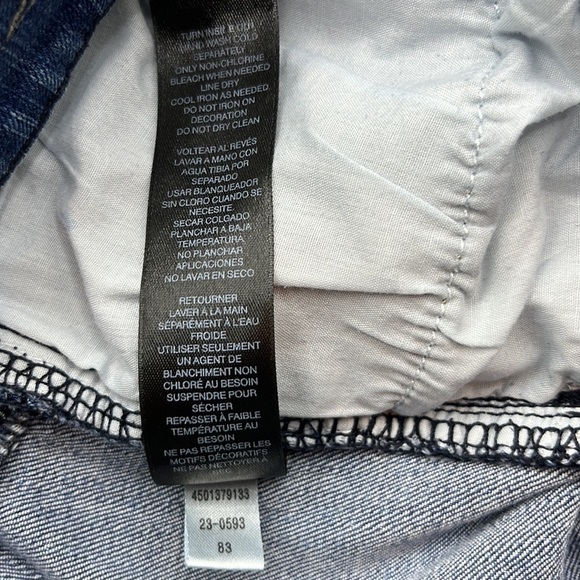 TURN INSIDE OUT
HAND WASH COLD
SEPARATELY
ONLY NON-CHLORINE
BLEACH WHEN NEEDED
LINE DRY
COOL IRON AS NEEDED
DO NOT IRON ON
DECORATION
DO NOT DRY CLEAN
VOLTEAR AL REVÉS
LAVAR A MANO CON
AGUA TIBIA POR
SEPARADO
USAR BLANQUEADOR
SIN CLORO CUANDO SE
NECESITE.
SECAR COLGADO
PLANCHAR A BAJA
TEMPERATURA.
NO PLANCHAR
APLICACIONES
NO LAVAR EN SECO
RETOURNER
LAVER À LA MAIN
SÉPARÉMENT À L'EAU
FROIDE
UTILISER SEULEMENT
UN AGENT DE
BLANCHIMENT NON
CHLORÉ AU BESOIN
SUSPENDRE POUR
SÉCHER
REPASSER À FAIBLE
TEMPÉRATURE AU
BESOIN
NE PAS REPASSER LES
MOTIFS DÉCORATIFS
NE PAS NETTOYER À
SEC
4501379133
23-0593
83